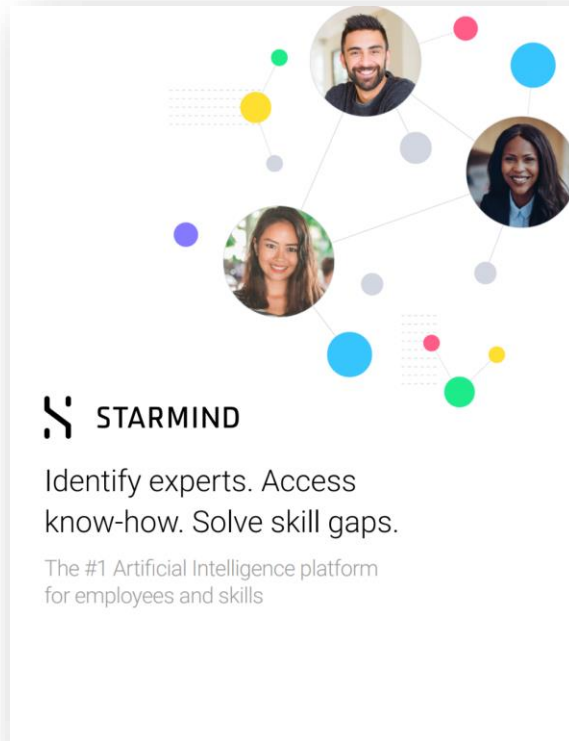 STARMIND
Identify experts. Access
know-how. Solve skill gaps.
The #1 Artificial Intelligence platform
for employees and skills